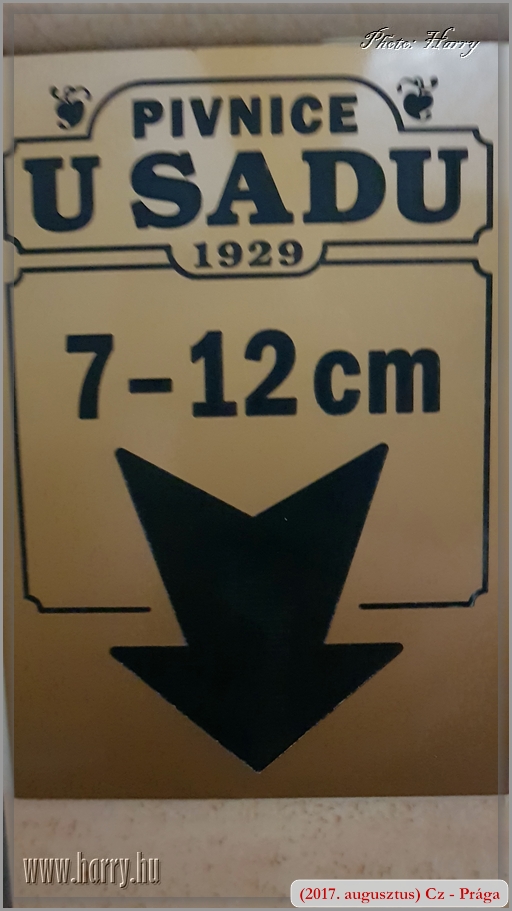 Photo: Harry
PIVNICE
U SADU
1929
7-12 cm
www.harry.hu
(2017. augusztus) Cz - Prága